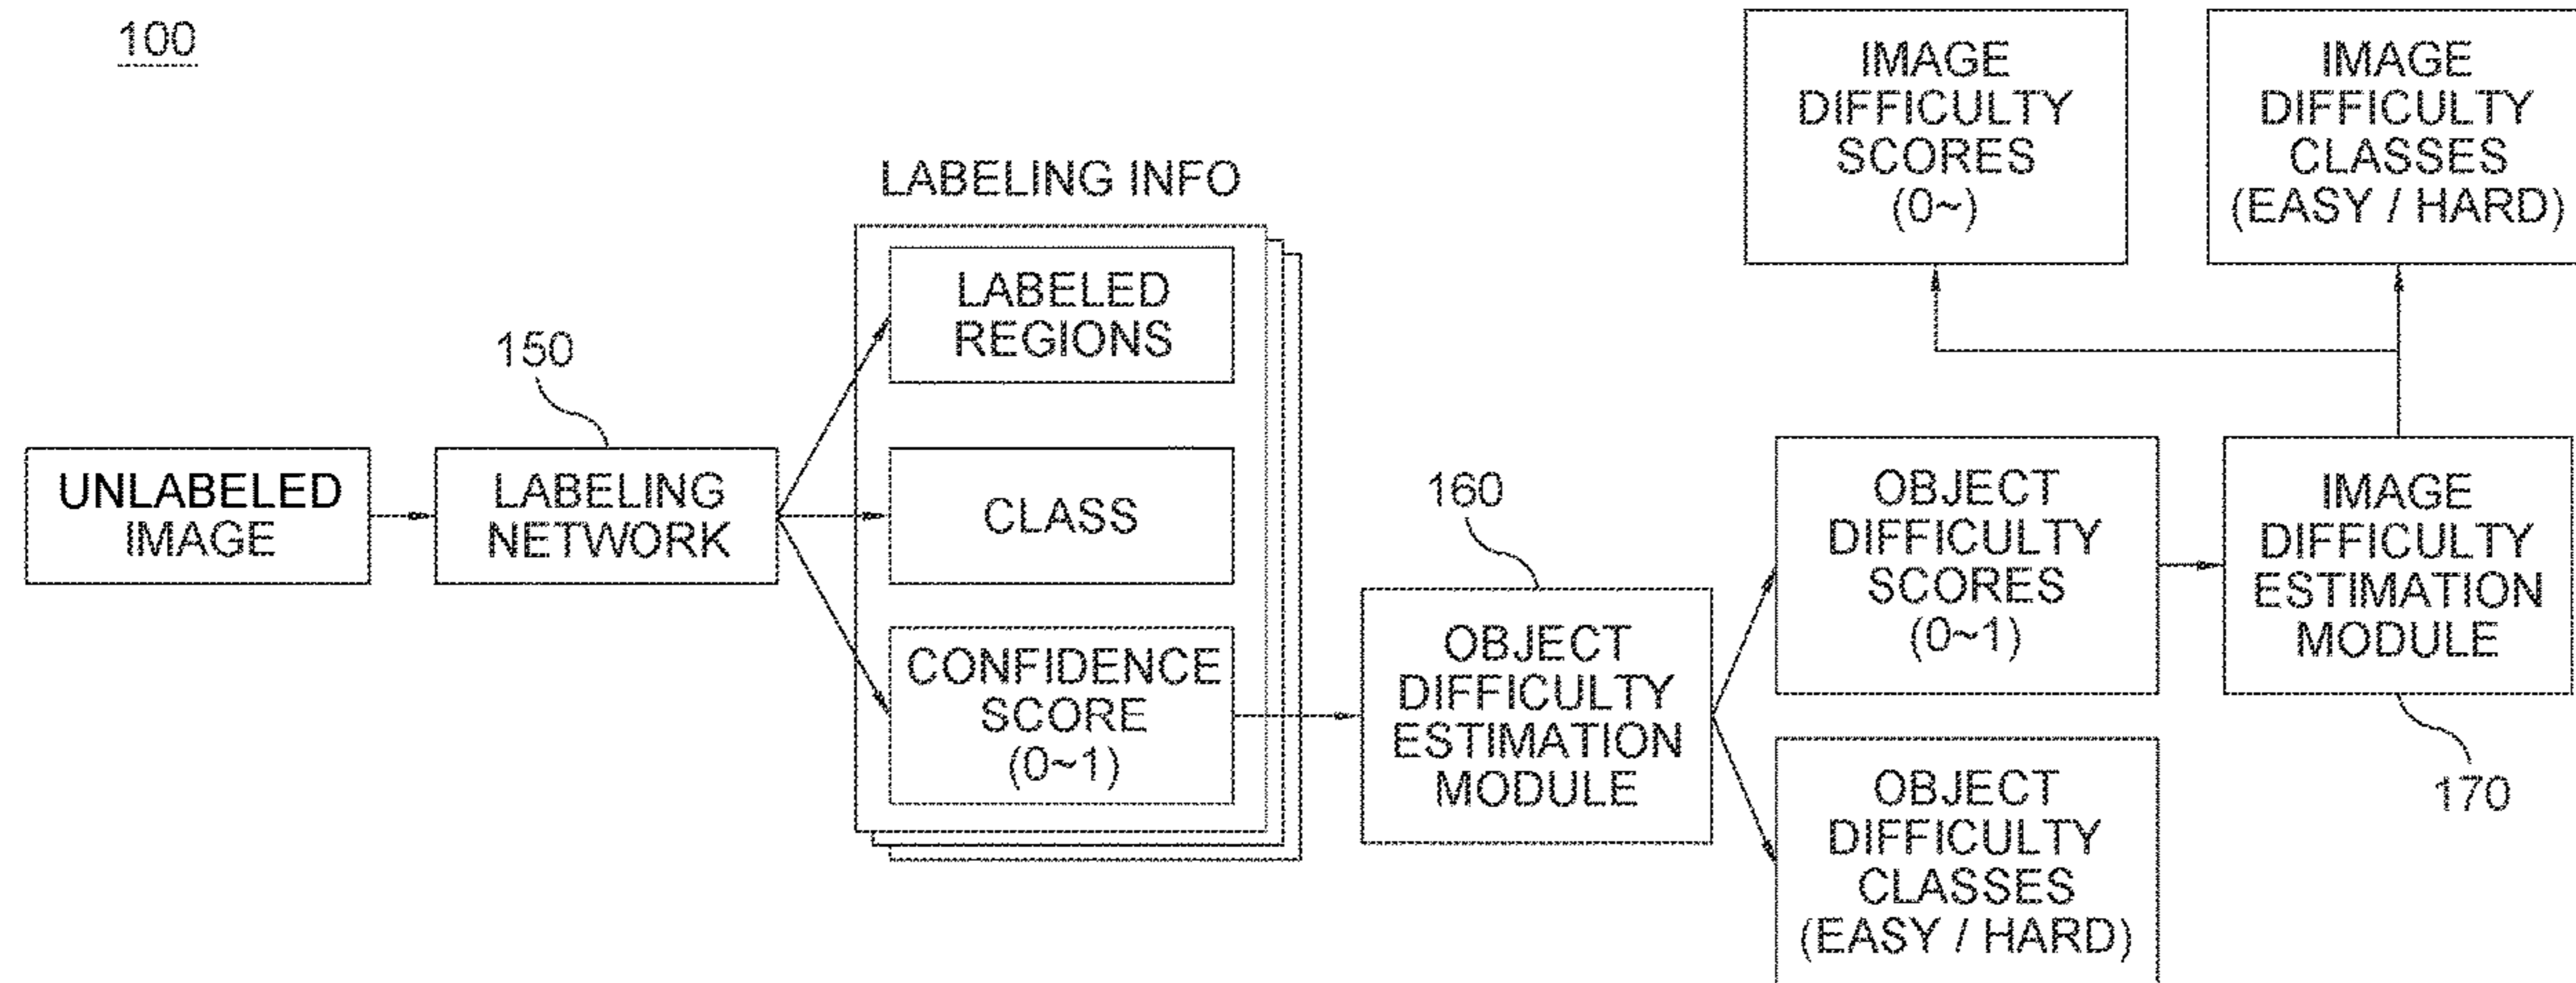 100
UNLABELED
IMAGE
150
LABELING
NETWORK
LABELING INFO
LABELED
REGIONS
CLASS
CONFIDENCE
SCORE
(0~1)
160
OBJECT
DIFFICULTY
ESTIMATION
MODULE
OBJECT
DIFFICULTY
SCORES
(0~1)
OBJECT
DIFFICULTY
CLASSES
(EASY / HARD)
IMAGE
DIFFICULTY
ESTIMATION
MODULE
170
IMAGE
DIFFICULTY
SCORES
(0~)
IMAGE
DIFFICULTY
CLASSES
(EASY / HARD)